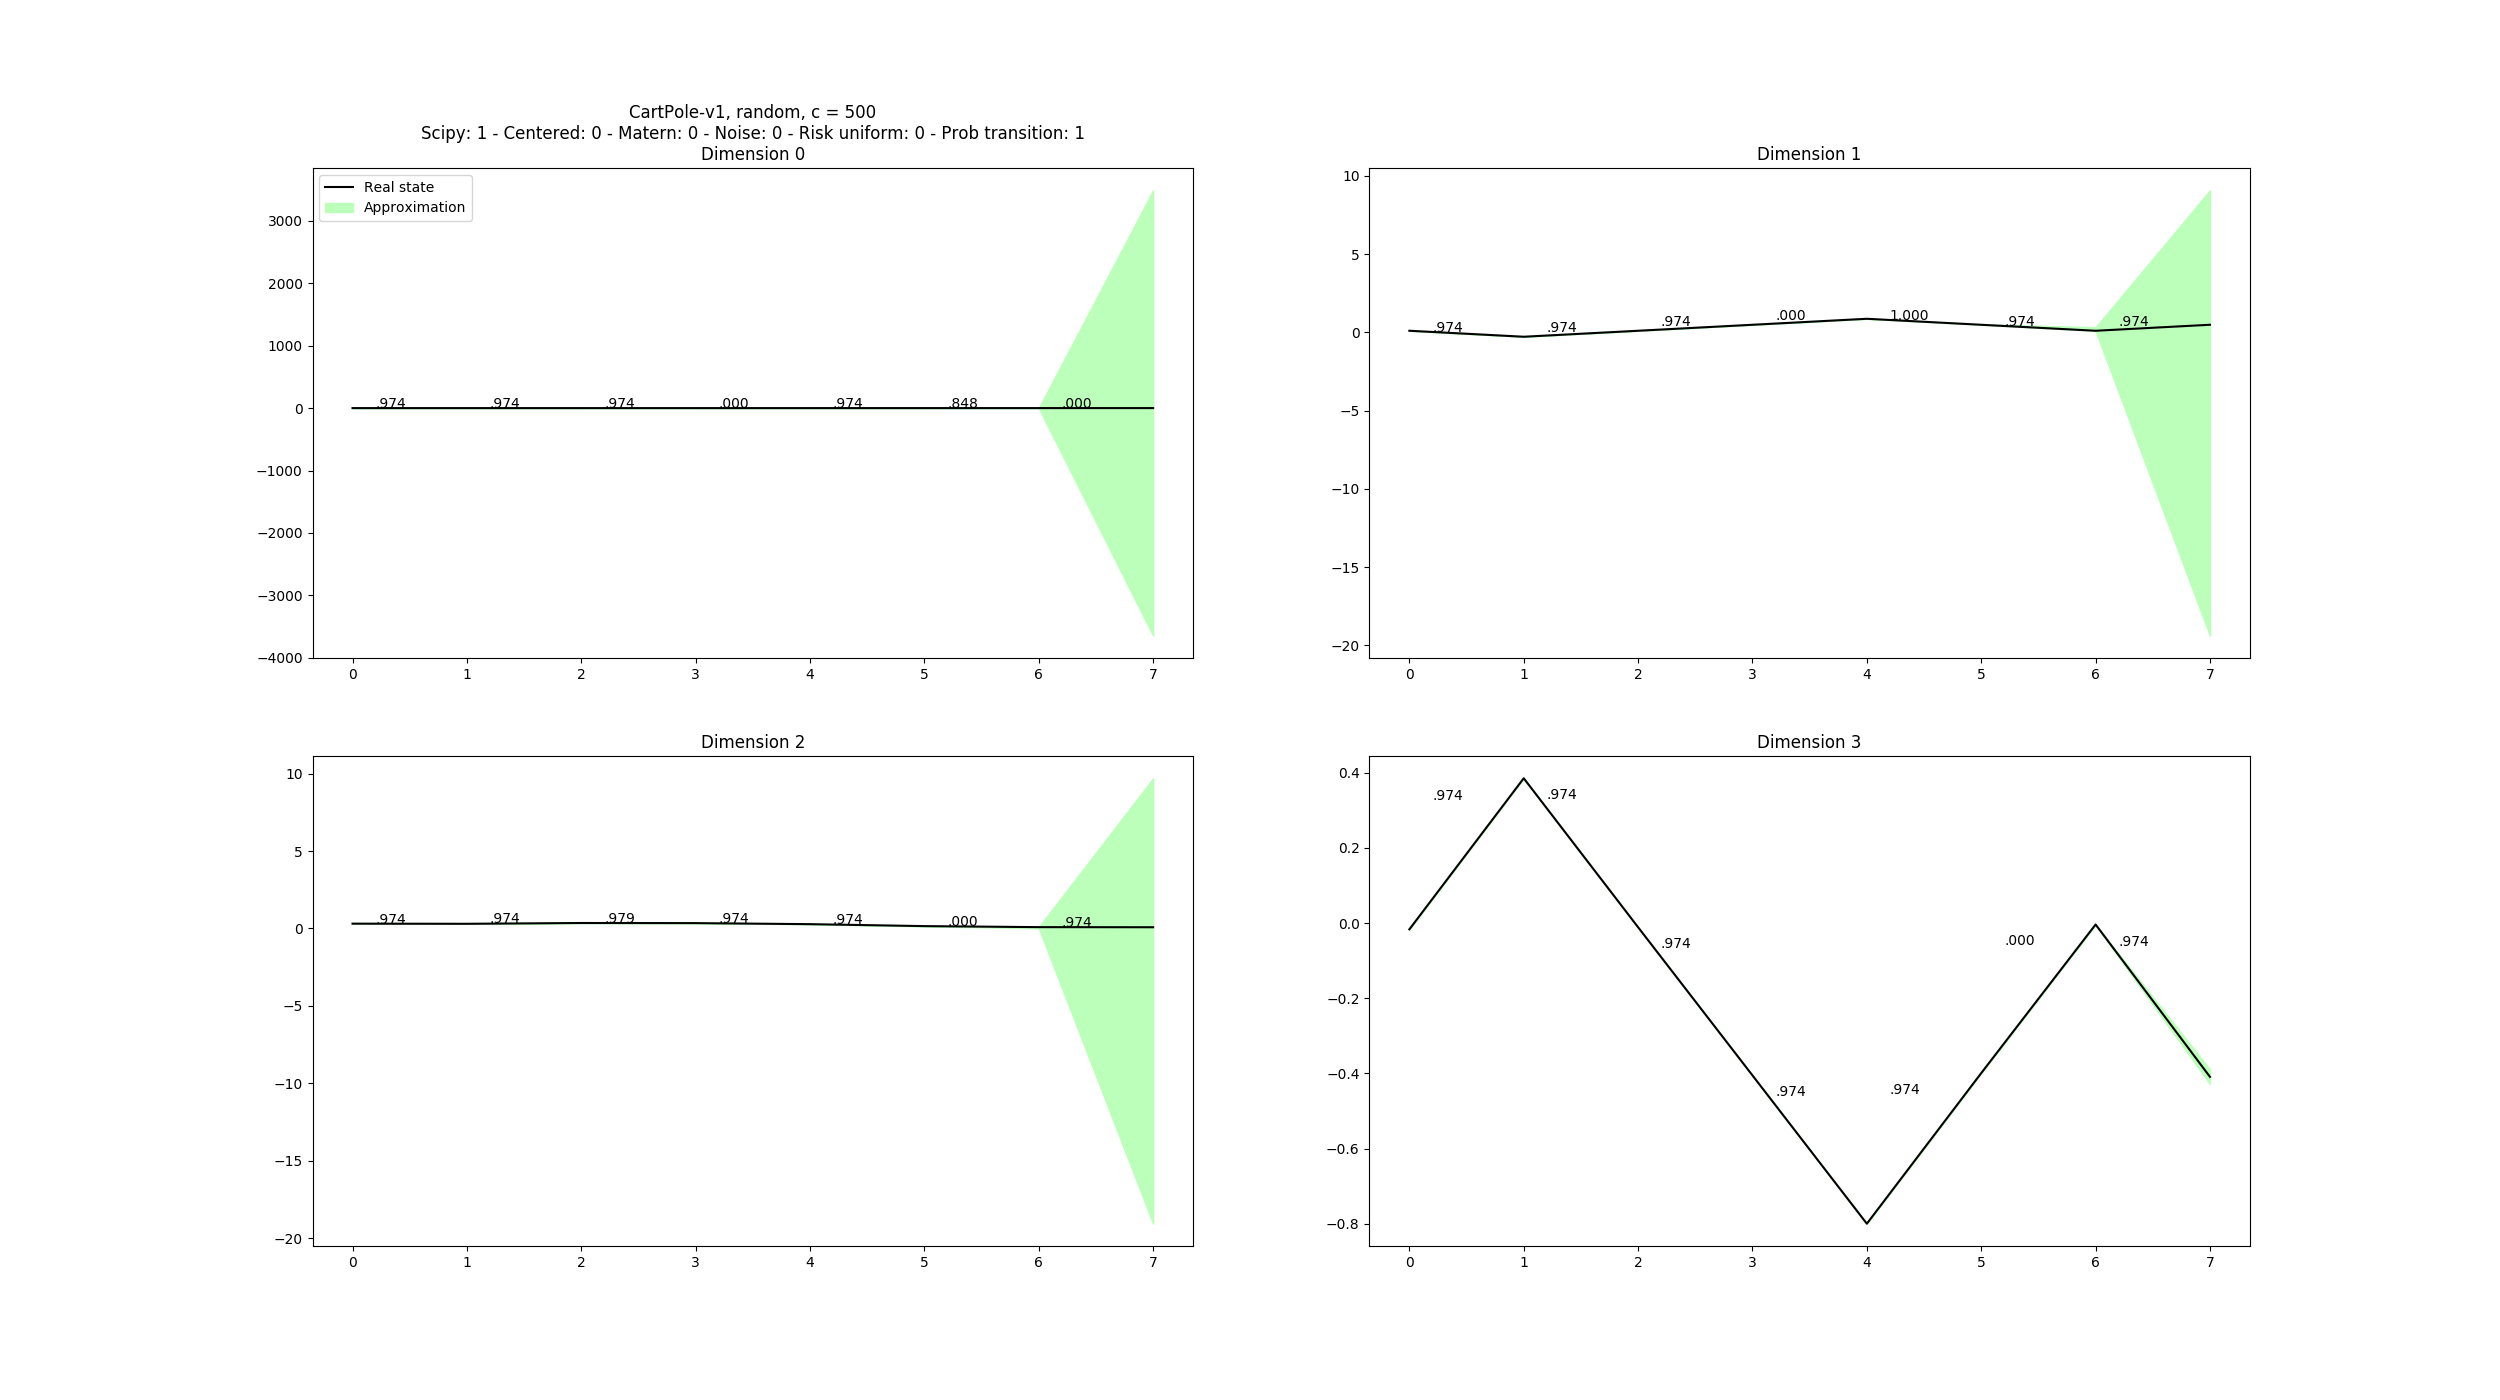 CartPole-v1, random, c = 500
Scipy: 1 - Centered: 0 - Matern: 0 - Noise: 0 - Risk uniform: 0 - Prob transition: 1
Dimension 0
Real state
Approximation
3000
2000
1000
0
−1000
−2000
−3000
−4000
.974 .974 .974 .000 .974 .848 .000
0 1 2 3 4 5 6 7
Dimension 1
10
5
0
−5
−10
−15
−20
.974 .974 .974 .000 1.000 .974 .974
0 1 2 3 4 5 6 7
Dimension 2
10
5
0
−5
−10
−15
−20
.974 .974 .979 .974 .974 .000 .974
0 1 2 3 4 5 6 7
Dimension 3
0.4
0.2
0.0
−0.2
−0.4
−0.6
−0.8
.974 .974 .974 .974 .974 .000 .974
0 1 2 3 4 5 6 7